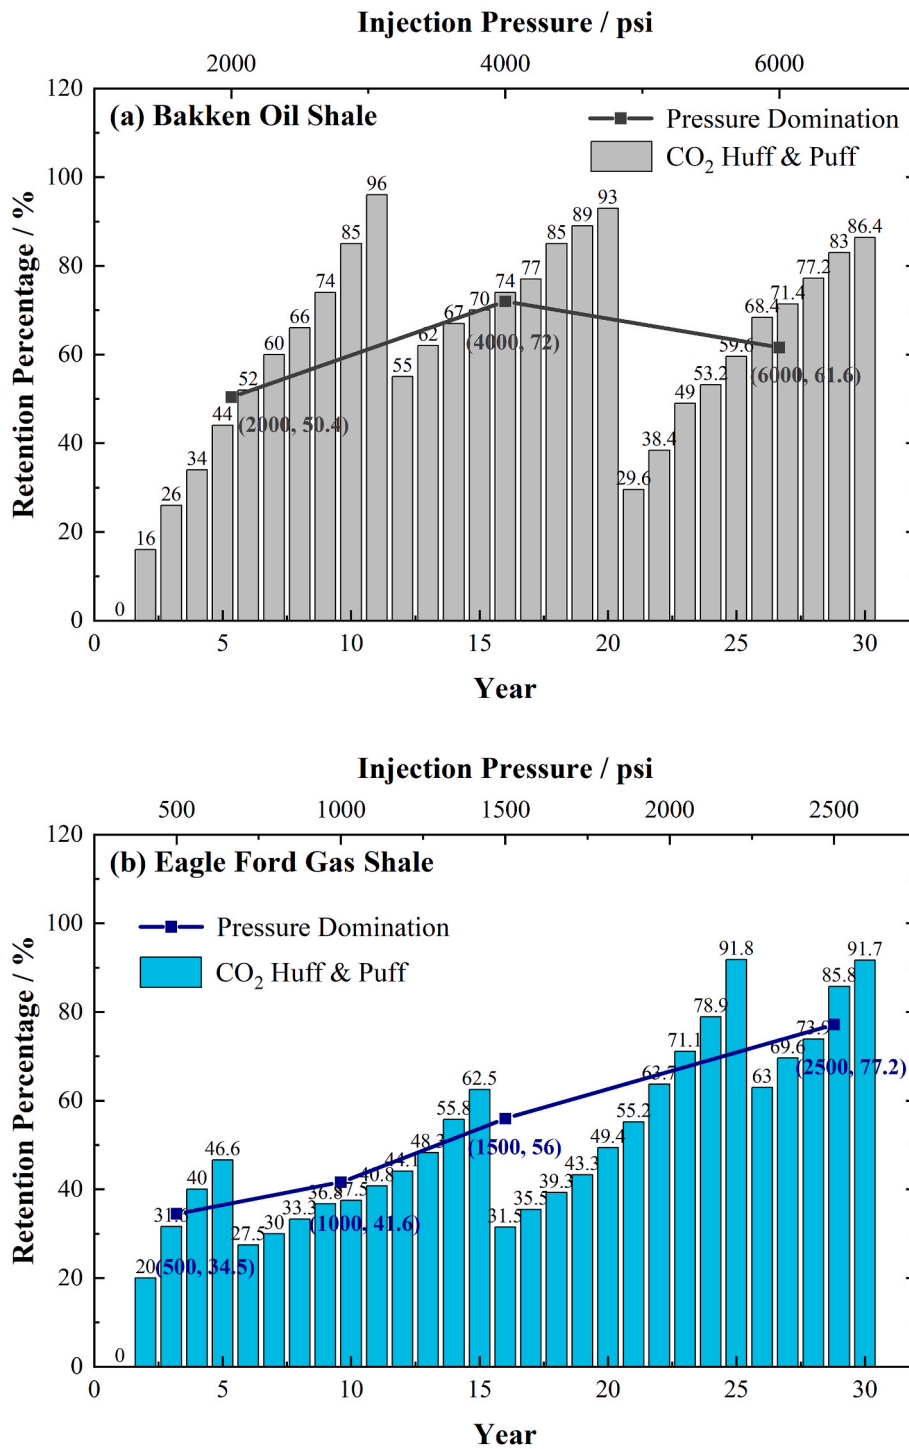 Injection Pressure / psi
2000 4000 6000
120
(a) Bakken Oil Shale
Pressure Domination
CO₂ Huff & Puff
100
80
60
40
20
0
Retention Percentage / %
0 16 26 34 44 52 60 66 74 85 96 55 62 67 70 74 77 85 89 93 29.6 38.4 49 53.2 59.6 68.4 71.4 77.2 83 86.4
(2000, 50.4)
(4000, 72)
(6000, 61.6)
0 5 10 15 20 25 30
Year
Injection Pressure / psi
500 1000 1500 2000 2500
120
(b) Eagle Ford Gas Shale
Pressure Domination
CO₂ Huff & Puff
100
80
60
40
20
0
Retention Percentage / %
0 20 40 46.6 27.5 30 33.3 36.8 40.8 44.1 48.3 55.8 62.5 31.5 35.5 39.3 43.3 49.4 55.2 63.7 71.1 78.9 91.8 63 69.6 73.9 85.8 91.7
(500, 34.5)
(1000, 41.6)
(1500, 56)
(2500, 77.2)
0 5 10 15 20 25 30
Year